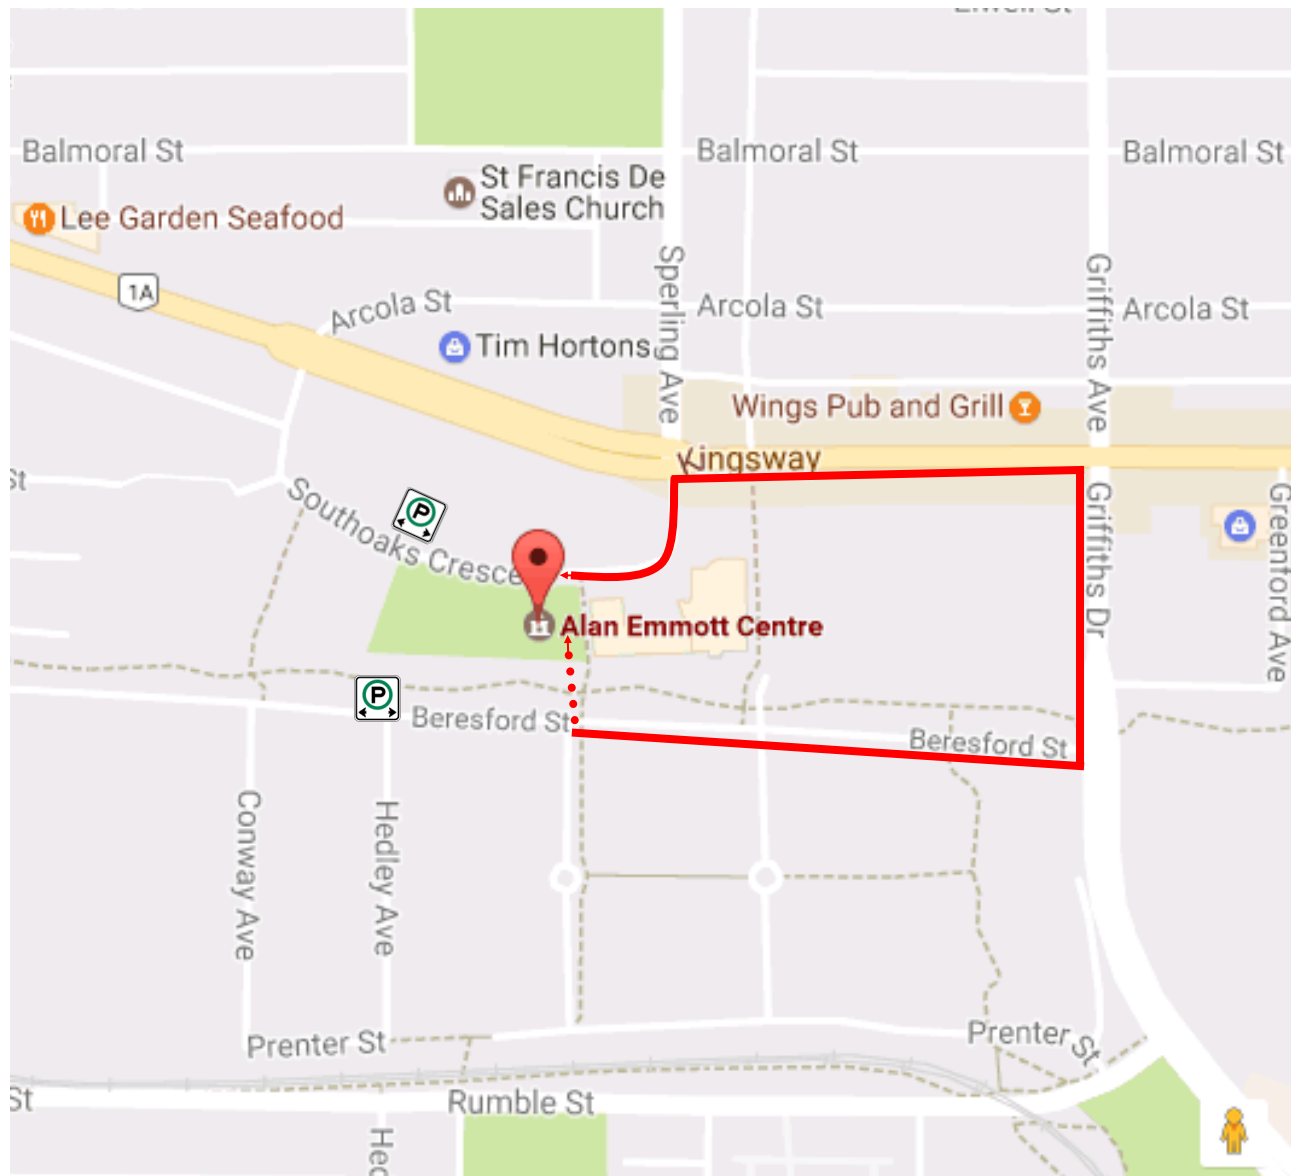 Elwell St
Balmoral St
Balmoral St
Balmoral St
St Francis De
Sales Church
Lee Garden Seafood
Sperling Ave
Griffiths Ave
1A
Arcola St
Arcola St
Arcola St
Tim Hortons
Wings Pub and Grill
Kingsway
St
Southoaks Cresce
P
Griffiths Dr
Greenford Ave
Alan Emmott Centre
P
Beresford St
Beresford St
Conway Ave
Hedley Ave
Prenter St
Prenter St
St
Rumble St
Hed